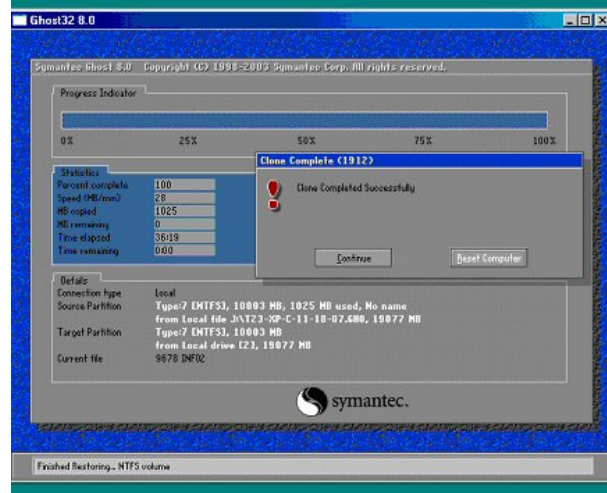 Ghost32 8.0
Symantec Ghost 8.0 Copyright (C) 1998-2003 Symantec Corp. All rights reserved.
Progress Indicator
0% 25% 50% 75% 100%
Clone Complete (1912)
Clone Completed Successfully
Continue Reset Computer
Statistics
Percent complete 100
Speed (MB/min) 28
MB copied 1025
MB remaining 0
Time elapsed 36:19
Time remaining 0:00
Details
Connection type Local
Source Partition Type:7 [NTFS], 10003 MB, 1025 MB used, No name
from Local file J:\T23-XP-C-11-18-07.GHO, 19077 MB
Target Partition Type:7 [NTFS], 10003 MB
from Local drive [2], 19077 MB
Current file 9678 INFO2
symantec.
Finished Restoring... NTFS volume